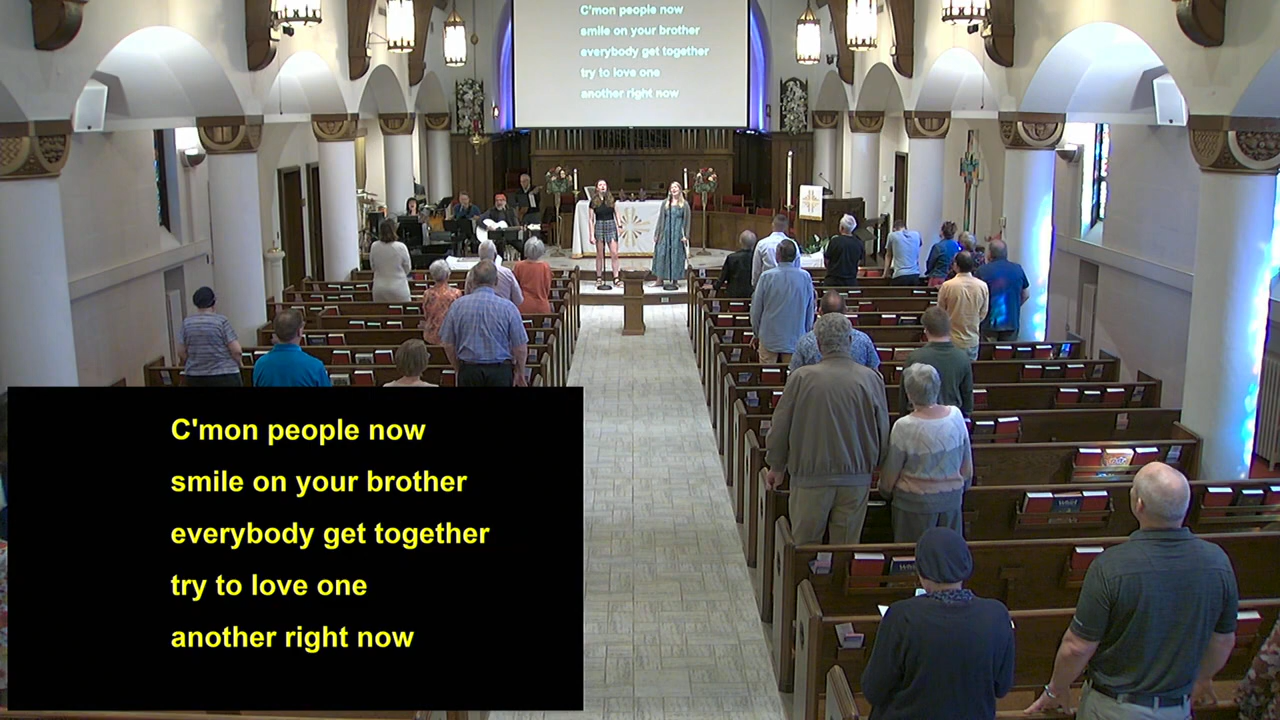 C'mon people now
smile on your brother
everybody get together
try to love one
another right now
C'mon people now
smile on your brother
everybody get together
try to love one
another right now